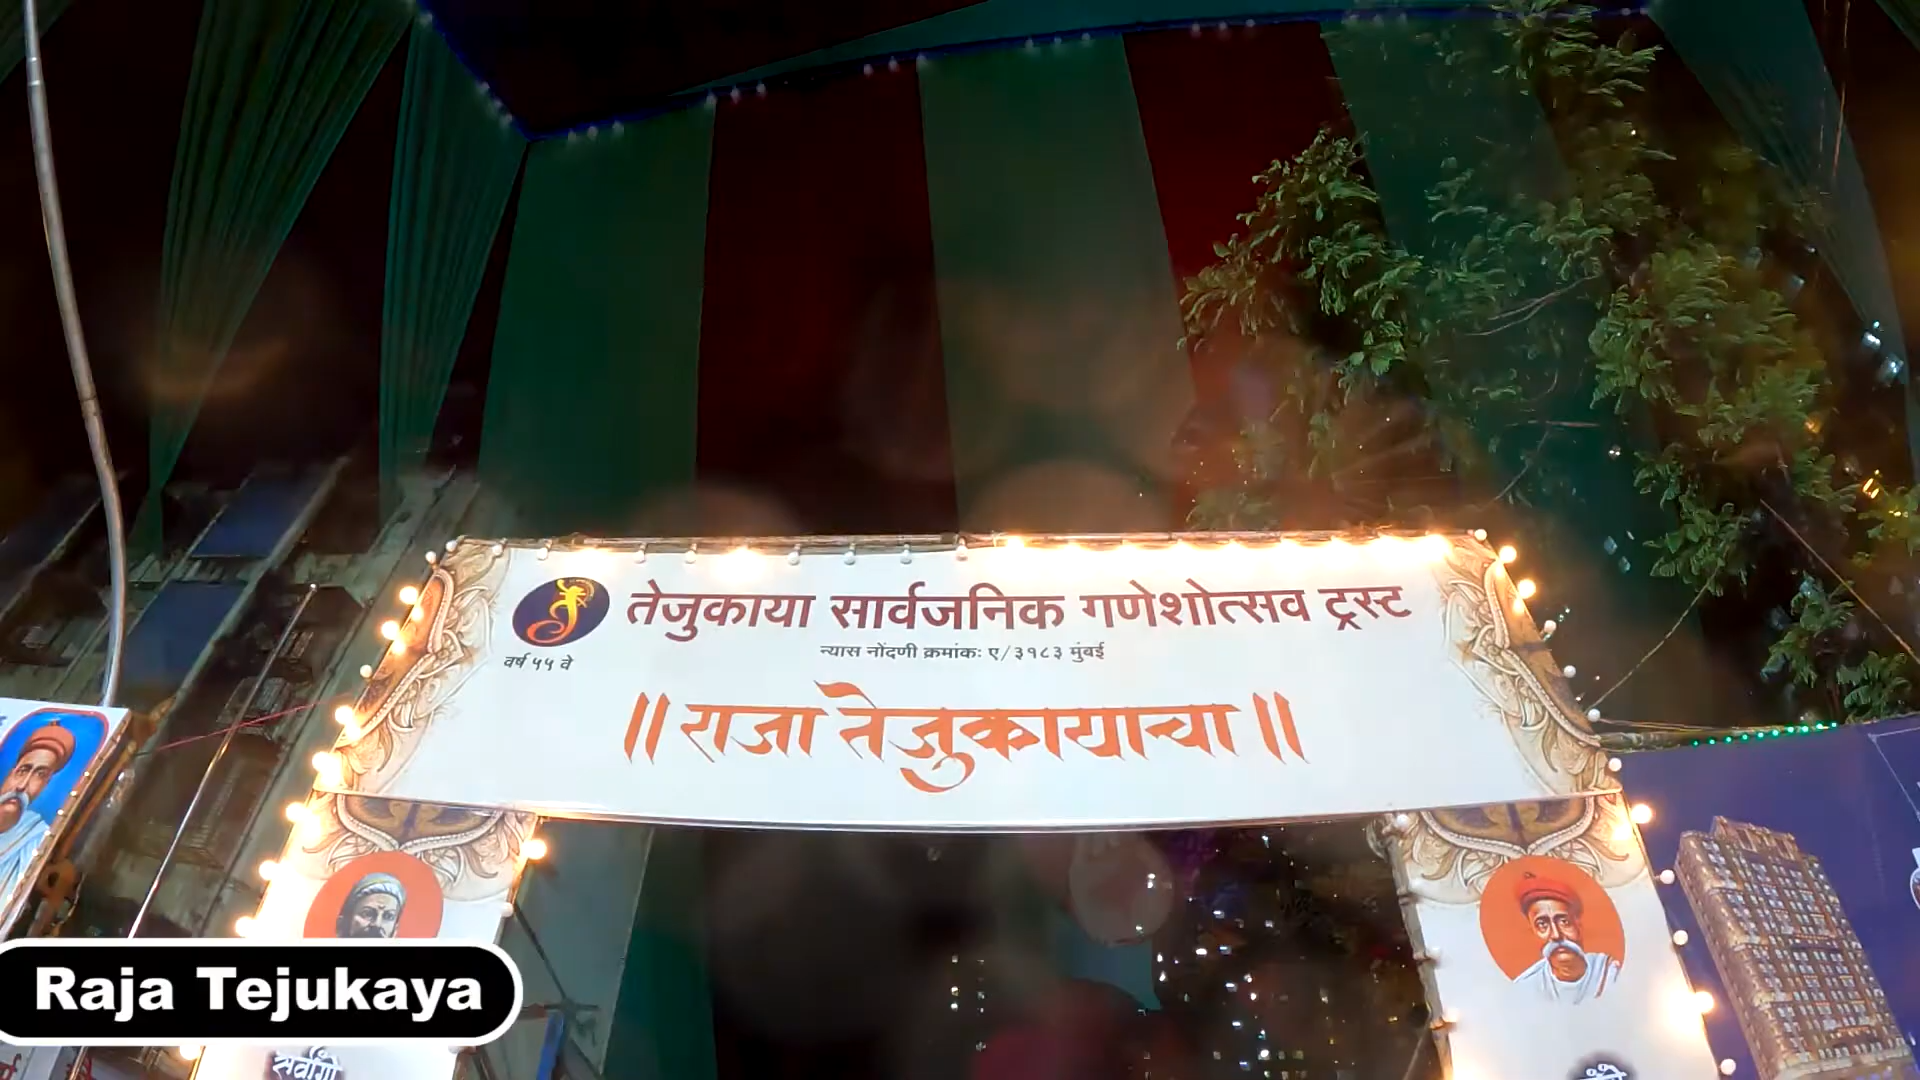 तेजुकाया सार्वजनिक गणेशोत्सव ट्रस्ट
न्यास नोंदणी क्रमांकः ए/३१८३ मुंबई
वर्ष ५५ वे
॥ राजा तेजुकायाचा ॥
Raja Tejukaya